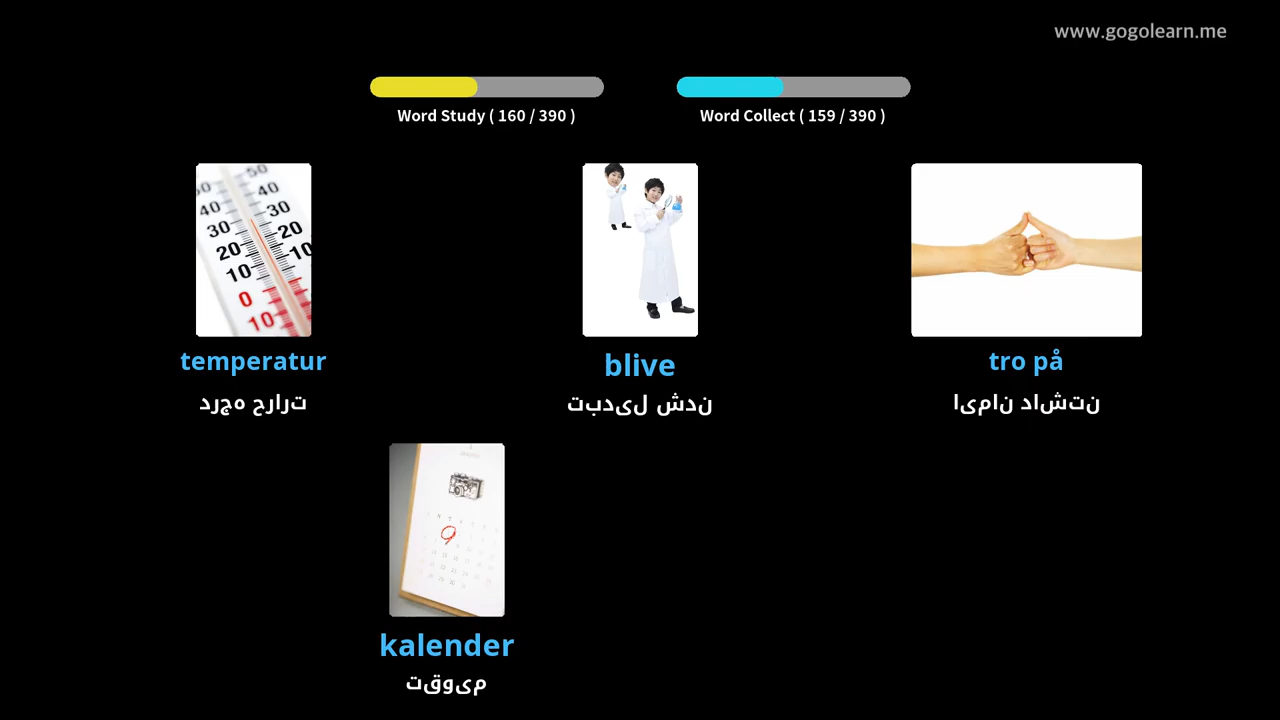 www.gogolearn.me
Word Study ( 160 / 390 )
Word Collect ( 159 / 390 )
temperatur
درجه حرارت
blive
تبدیل شدن
tro på
ایمان داشتن
kalender
تقویم